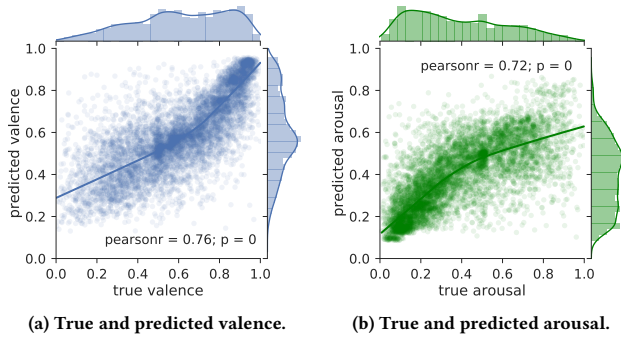 1.0
0.8
0.6
0.4
0.2
0.0
0.0 0.2 0.4 0.6 0.8 1.0
predicted valence
true valence
pearsonr = 0.76; p = 0
(a) True and predicted valence.
1.0
0.8
0.6
0.4
0.2
0.0
0.0 0.2 0.4 0.6 0.8 1.0
predicted arousal
true arousal
pearsonr = 0.72; p = 0
(b) True and predicted arousal.